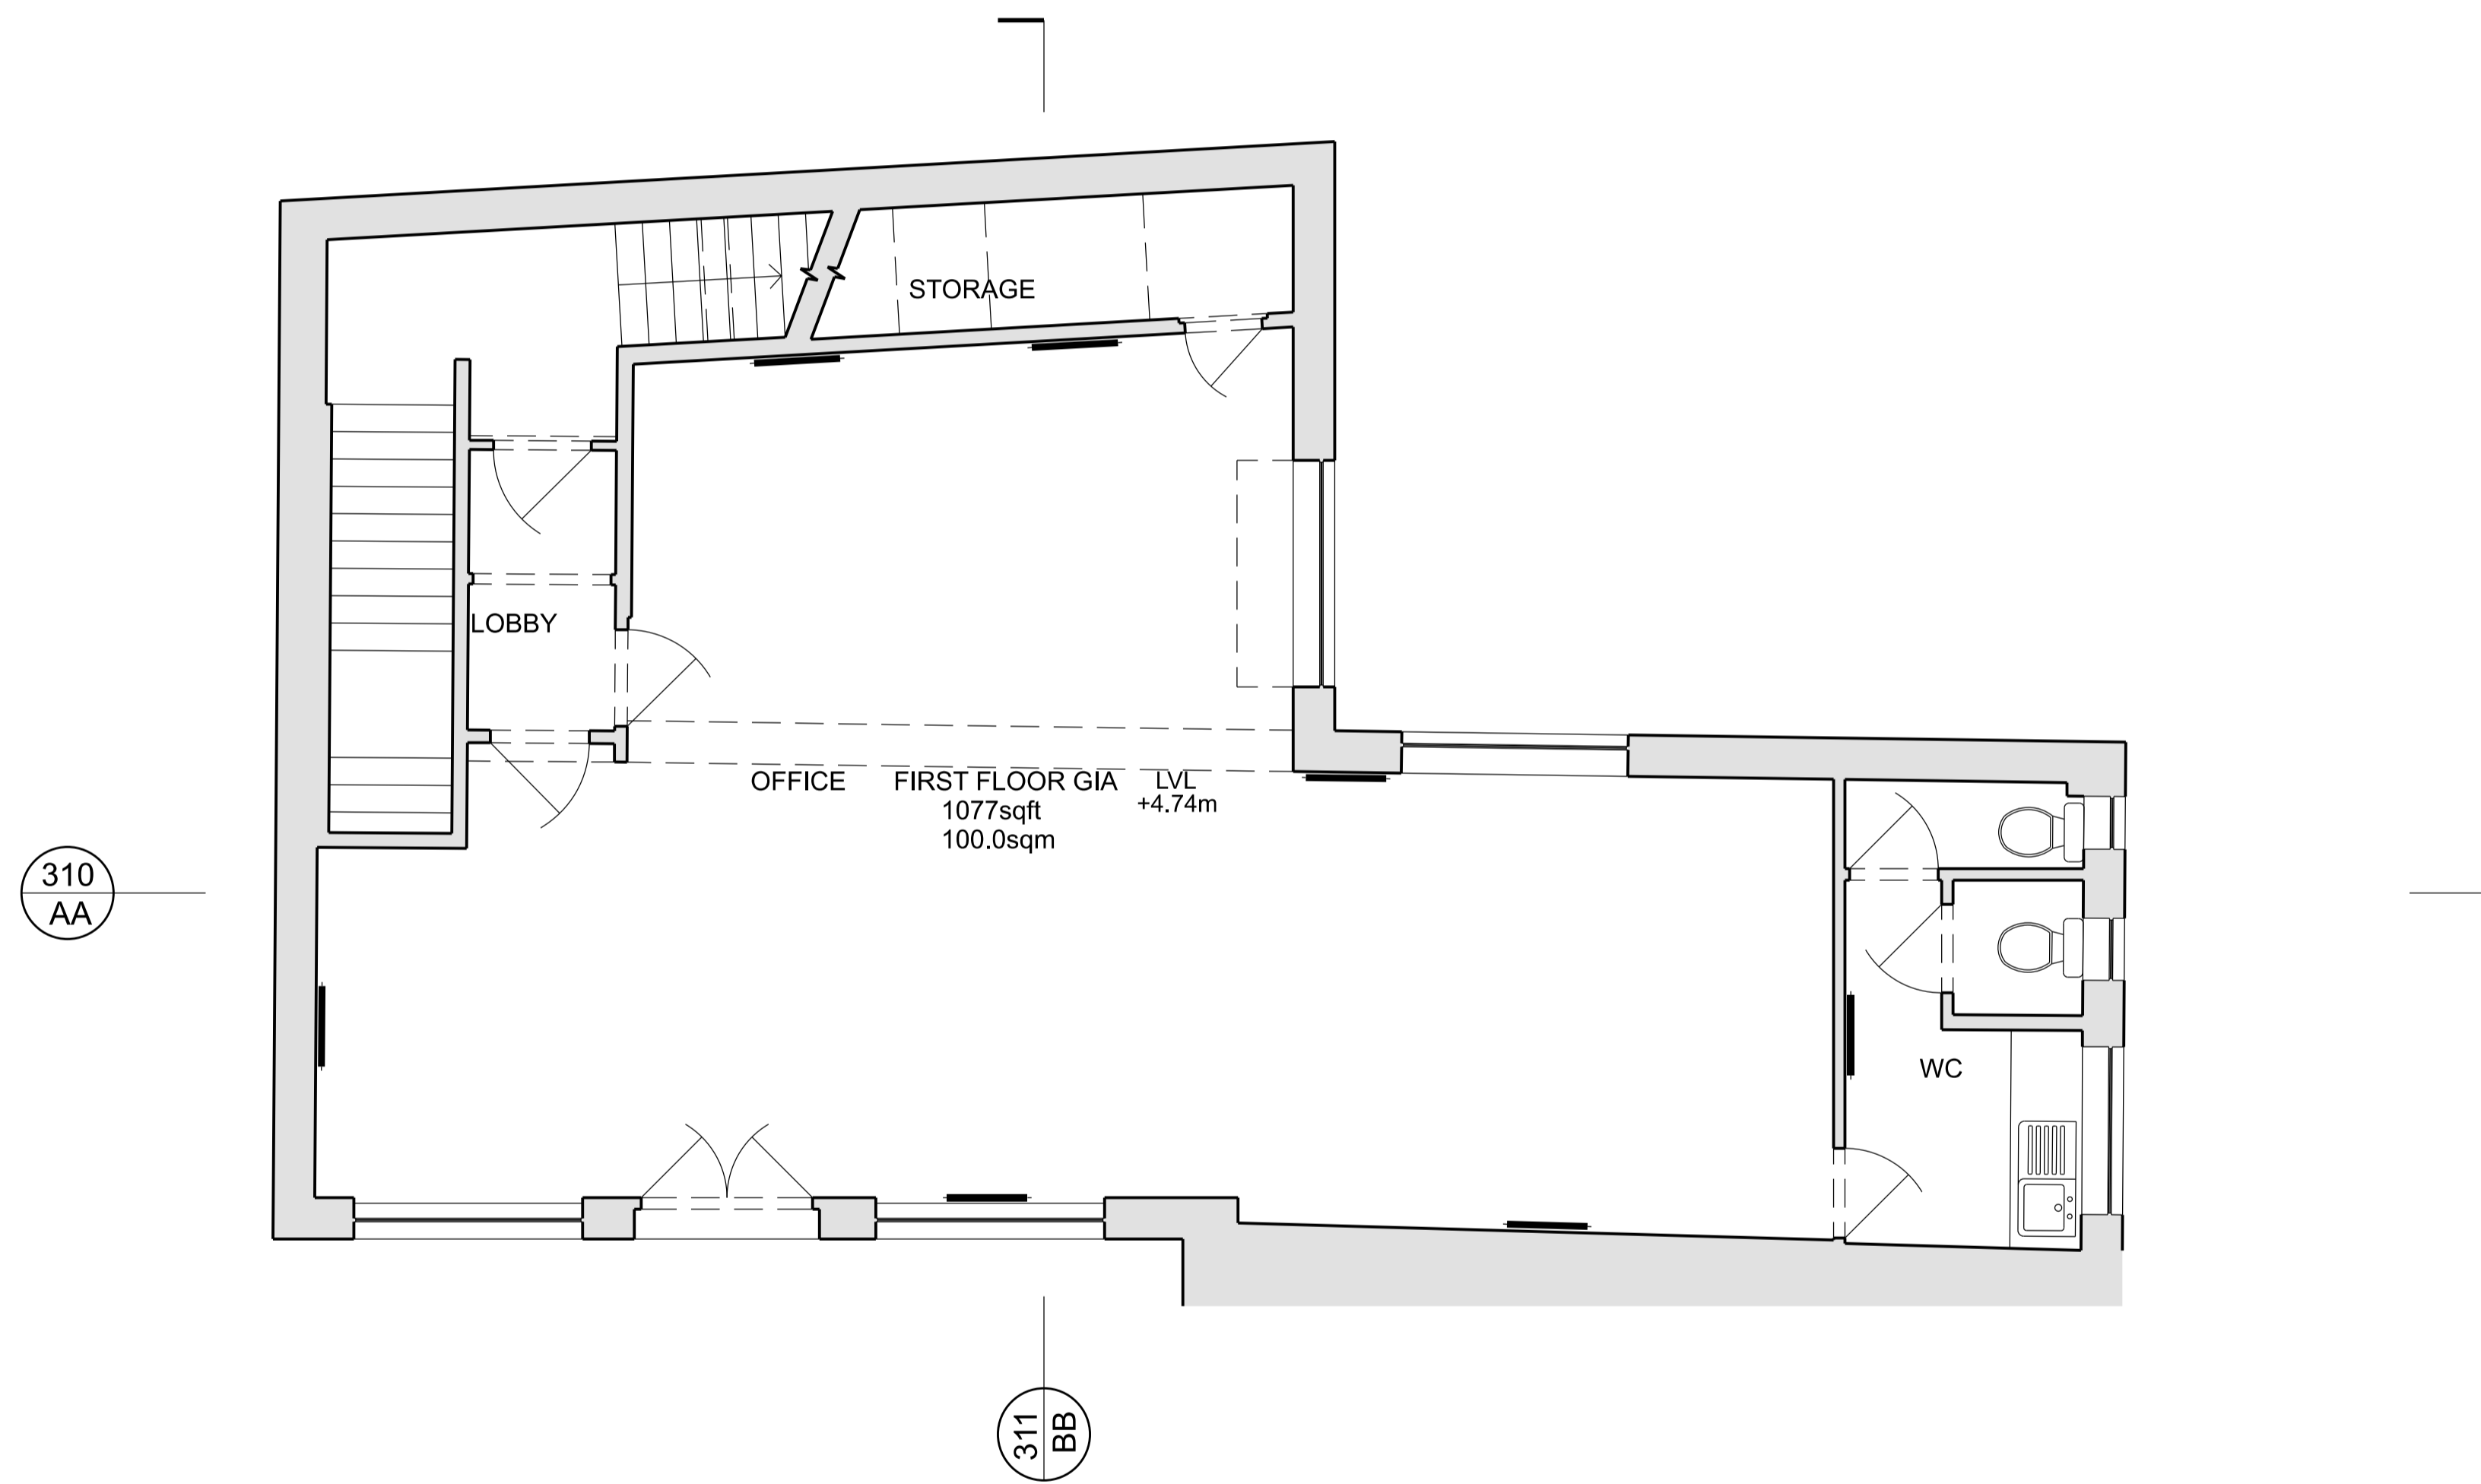 STORAGE
LOBBY
OFFICE
FIRST FLOOR GIA
1077sqft
100.0sqm
LVL
+4.74m
310
AA
WC
311
BB